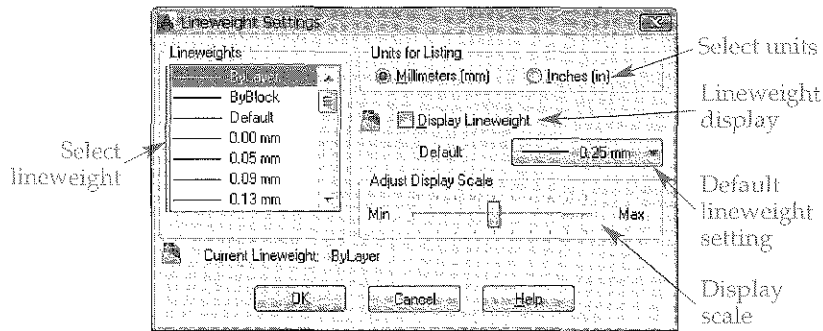 Lineweight Settings
Lineweights
ByLayer
ByBlock
Default
0.00 mm
0.05 mm
0.09 mm
0.13 mm
Units for Listing
Millimeters (mm)
Inches (in)
Display Lineweight
Default
0.25 mm
Adjust Display Scale
Min
Max
Current Lineweight: ByLayer
OK
Cancel
Help
Select lineweight
Select units
Lineweight
display
Default
lineweight
setting
Display
scale